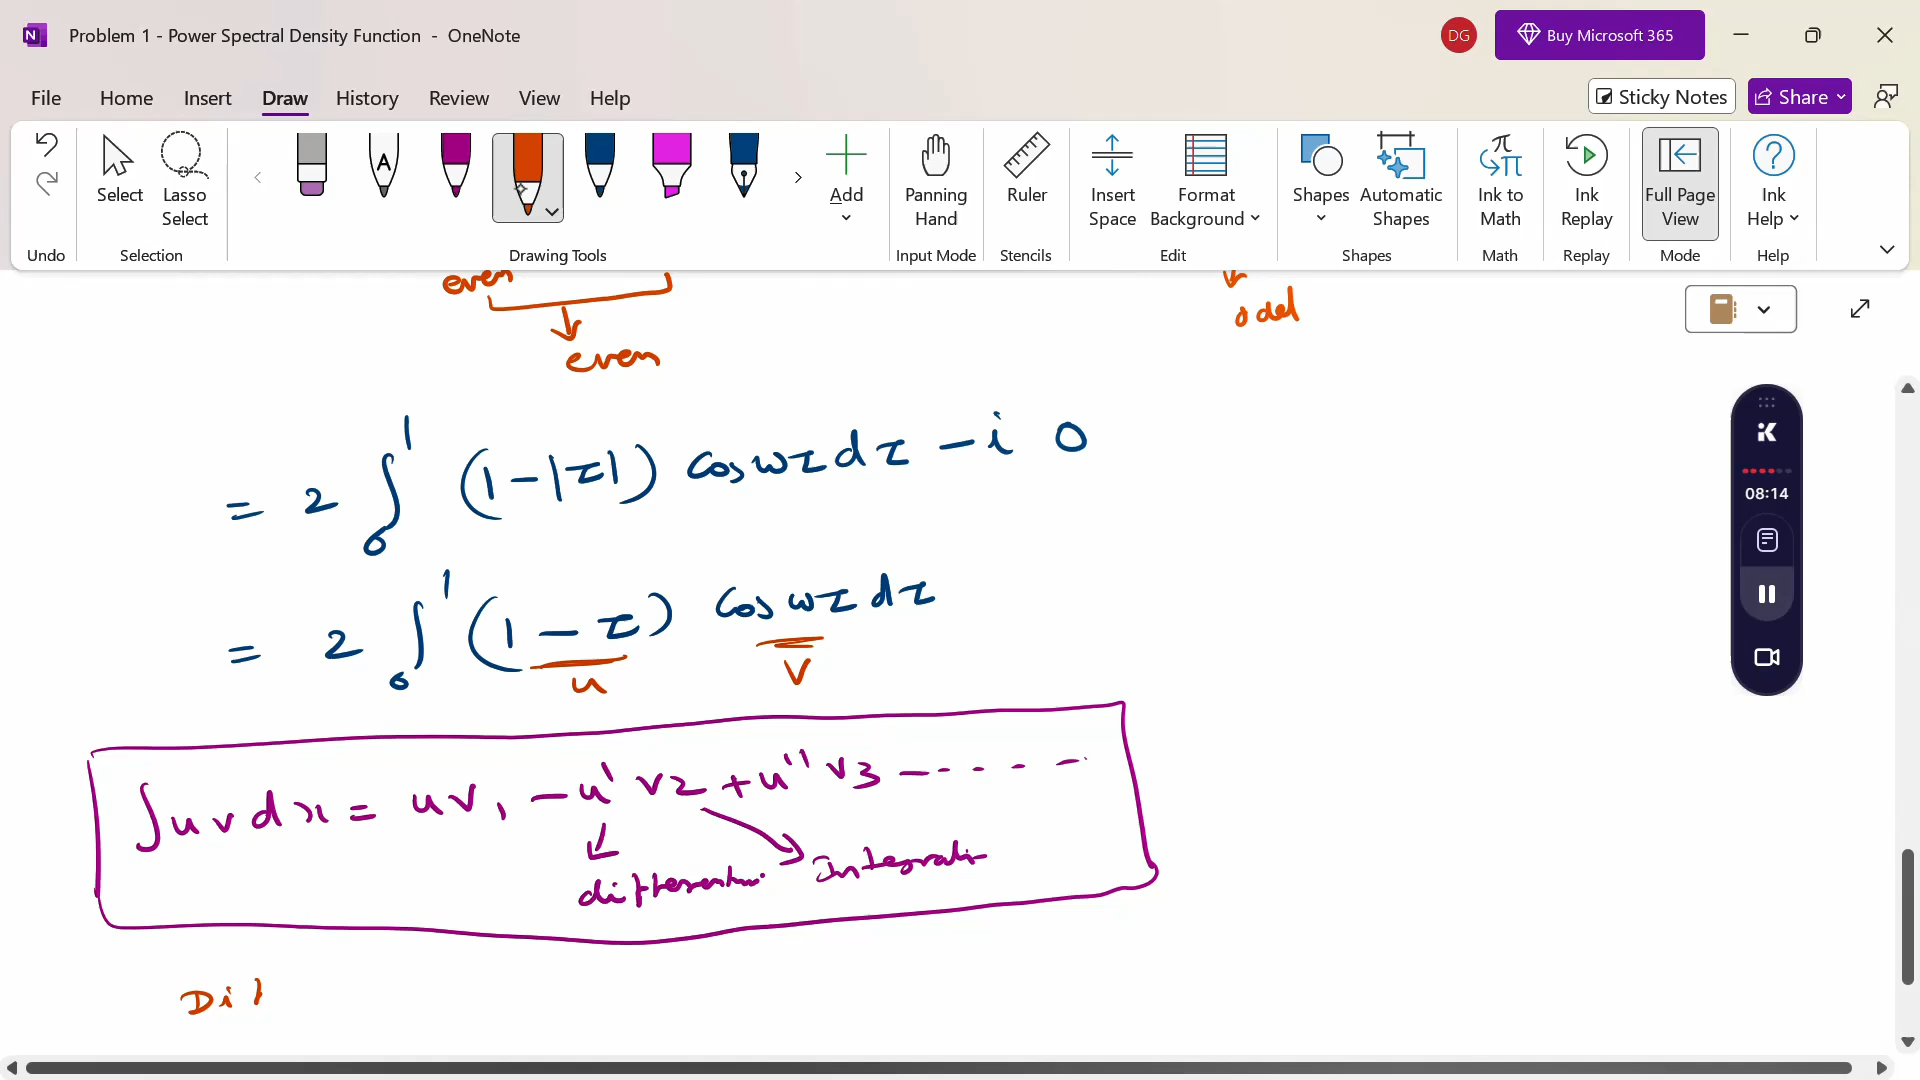 Problem 1 - Power Spectral Density Function - OneNote
DG
Buy Microsoft 365
File Home Insert Draw History Review View Help
Sticky Notes
Share
A
Select
Lasso Select
Add
Panning Hand
Ruler
Insert Space
Format Background
Shapes
Automatic Shapes
Ink to Math
Ink Replay
Full Page View
Ink Help
Undo Selection Drawing Tools Input Mode Stencils Edit Shapes Math Replay Mode Help
even
odd
even
= 2 ∫₀¹ (1-|τ|) cos ωτ dτ - i 0
= 2 ∫₀¹ (1-τ) cos ωτ dτ
u v
∫ u v dx = uv₁ - u' v2 + u'' v3 - ......
Di
08:14